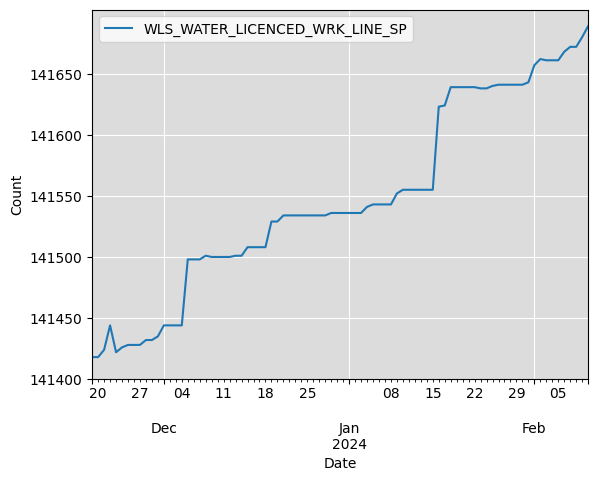 WLS_WATER_LICENCED_WRK_LINE_SP
141650
141600
141550
141500
141450
141400
Count
20 27 04 11 18 25 08 15 22 29 05
Dec Jan Feb
2024
Date